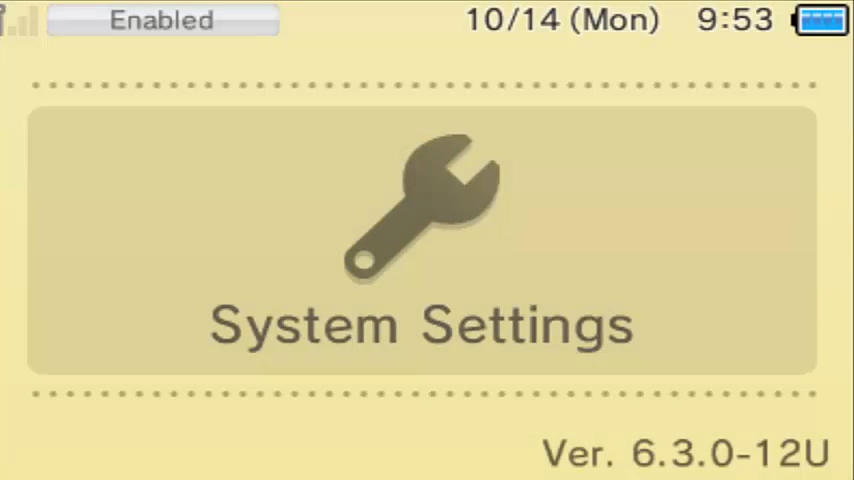 Enabled 10/14 (Mon) 9:53
System Settings
Ver. 6.3.0-12U